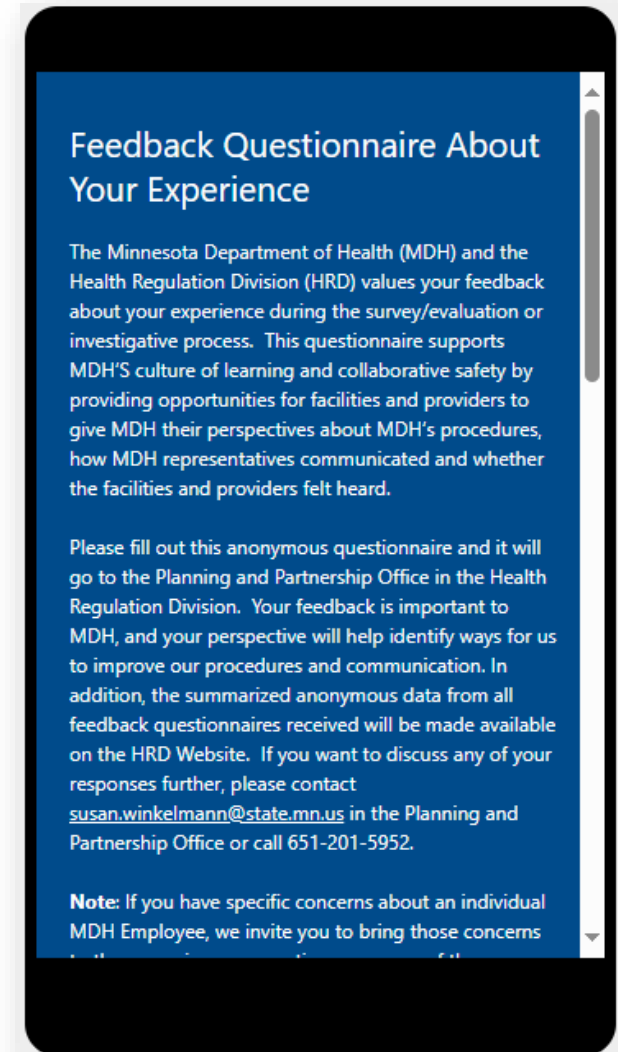 Feedback Questionnaire About
Your Experience
The Minnesota Department of Health (MDH) and the
Health Regulation Division (HRD) values your feedback
about your experience during the survey/evaluation or
investigative process.  This questionnaire supports
MDH'S culture of learning and collaborative safety by
providing opportunities for facilities and providers to
give MDH their perspectives about MDH's procedures,
how MDH representatives communicated and whether
the facilities and providers felt heard.
Please fill out this anonymous questionnaire and it will
go to the Planning and Partnership Office in the Health
Regulation Division.  Your feedback is important to
MDH, and your perspective will help identify ways for us
to improve our procedures and communication. In
addition, the summarized anonymous data from all
feedback questionnaires received will be made available
on the HRD Website.  If you want to discuss any of your
responses further, please contact
susan.winkelmann@state.mn.us in the Planning and
Partnership Office or call 651-201-5952.
Note: If you have specific concerns about an individual
MDH Employee, we invite you to bring those concerns